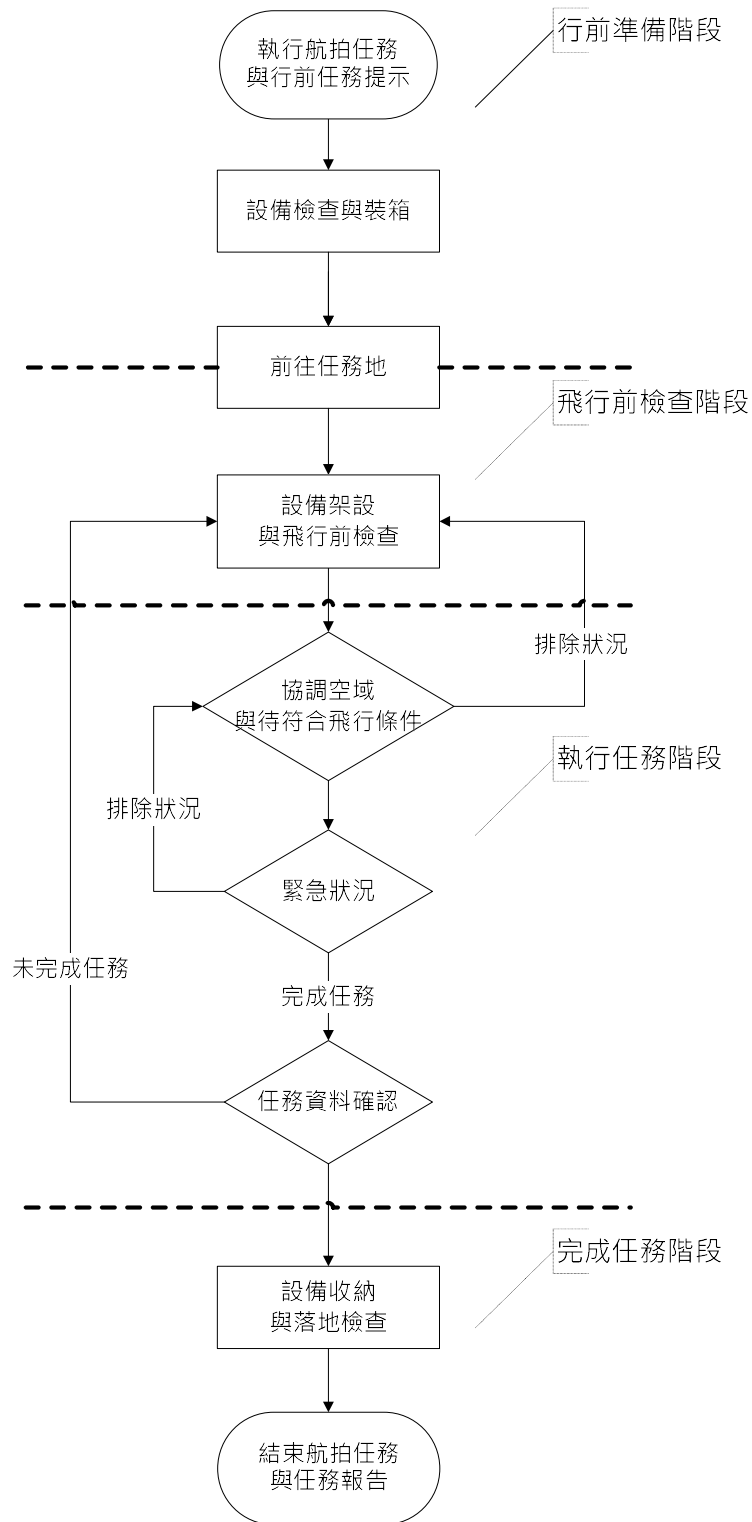 執行航拍任務
與行前任務提示
行前準備階段
設備檢查與裝箱
前往任務地
飛行前檢查階段
設備架設
與飛行前檢查
排除狀況
協調空域
與待符合飛行條件
執行任務階段
排除狀況
緊急狀況
未完成任務
完成任務
任務資料確認
完成任務階段
設備收納
與落地檢查
結束航拍任務
與任務報告